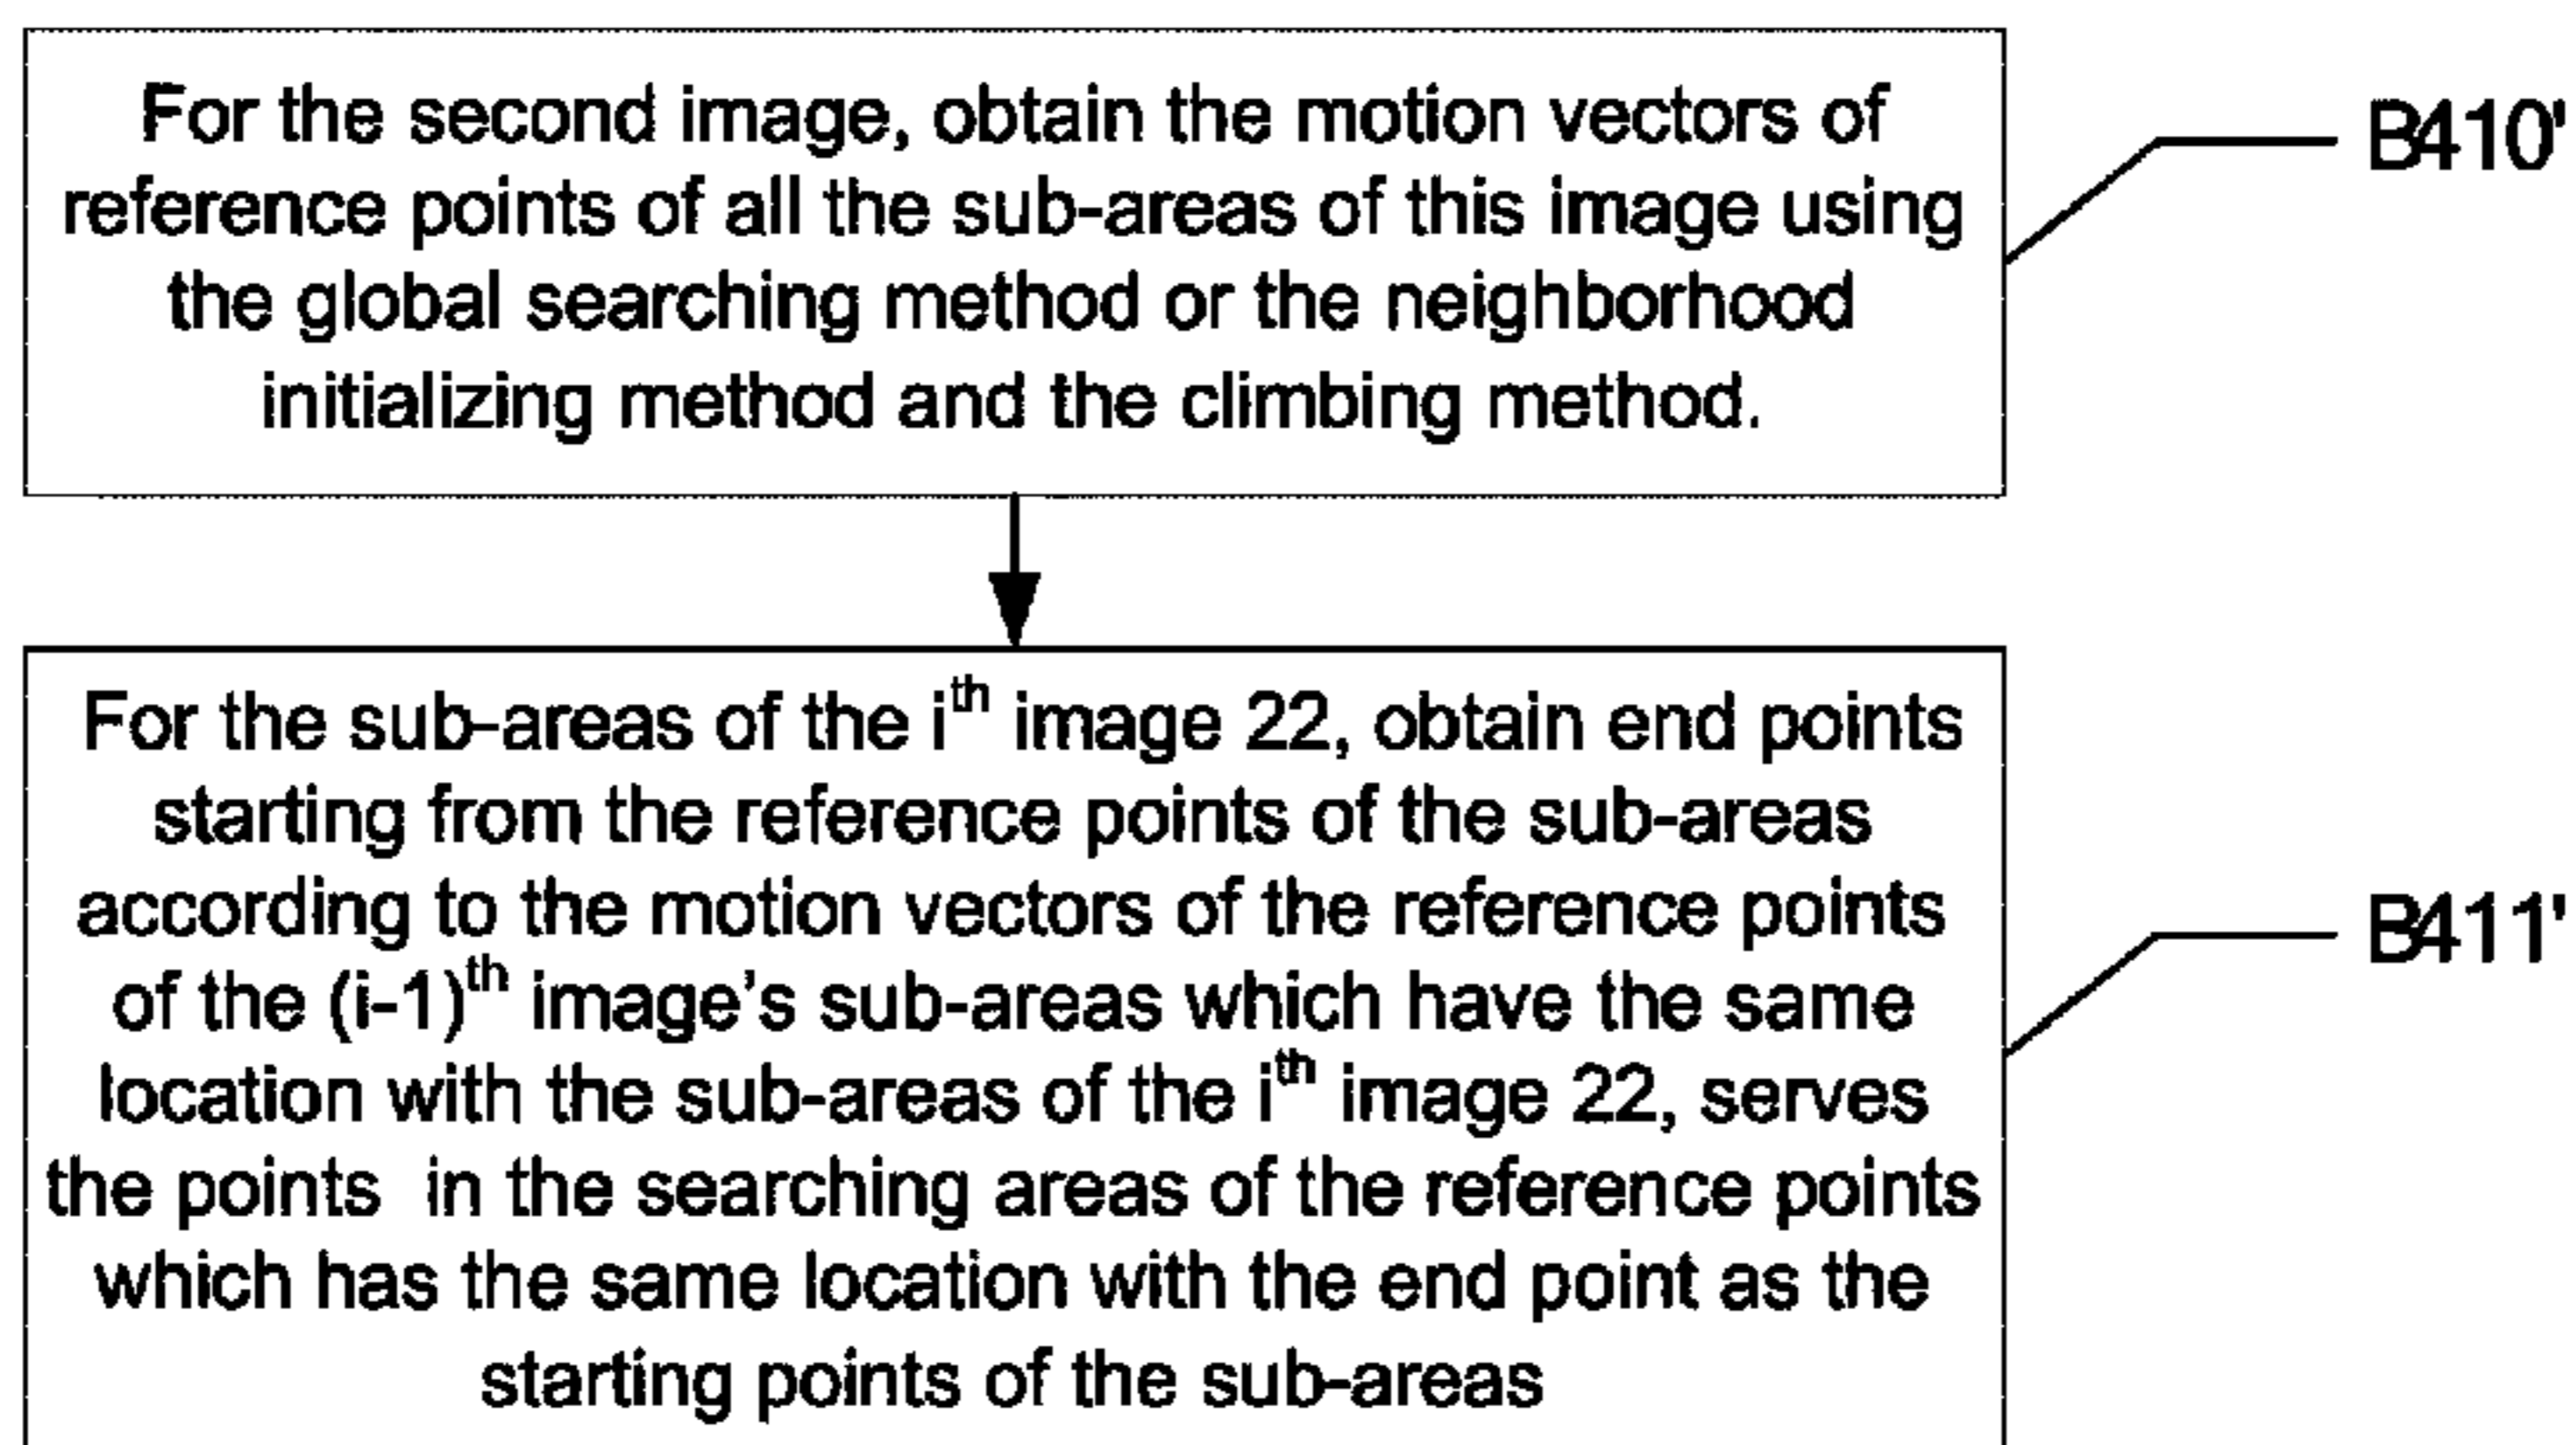 For the second image, obtain the motion vectors of
reference points of all the sub-areas of this image using
the global searching method or the neighborhood
initializing method and the climbing method.
B410'
For the sub-areas of the iᵗʰ image 22, obtain end points
starting from the reference points of the sub-areas
according to the motion vectors of the reference points
of the (i-1)ᵗʰ image’s sub-areas which have the same
location with the sub-areas of the iᵗʰ image 22, serves
the points in the searching areas of the reference points
which has the same location with the end point as the
starting points of the sub-areas
B411'